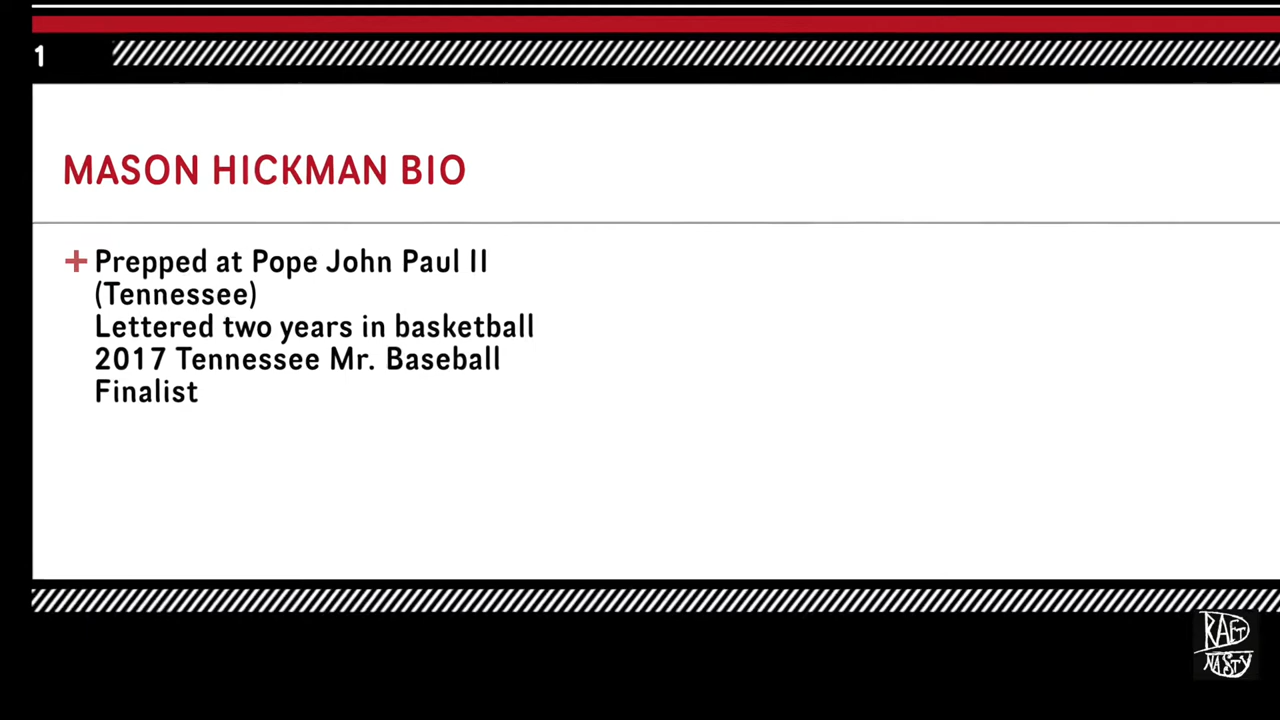 1
MASON HICKMAN BIO
+ Prepped at Pope John Paul II
(Tennessee)
Lettered two years in basketball
2017 Tennessee Mr. Baseball
Finalist
NASTY